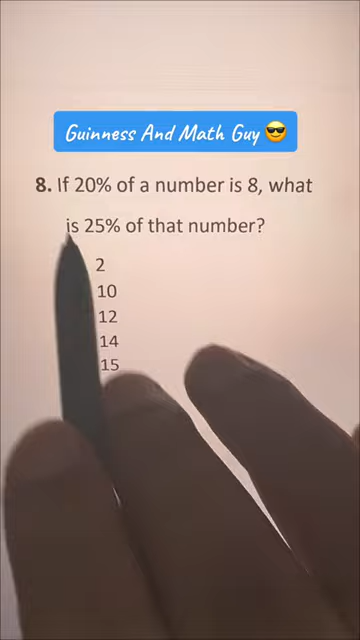 Guinness And Math Guy 😎
8. If 20% of a number is 8, what
is 25% of that number?
2
10
12
14
15